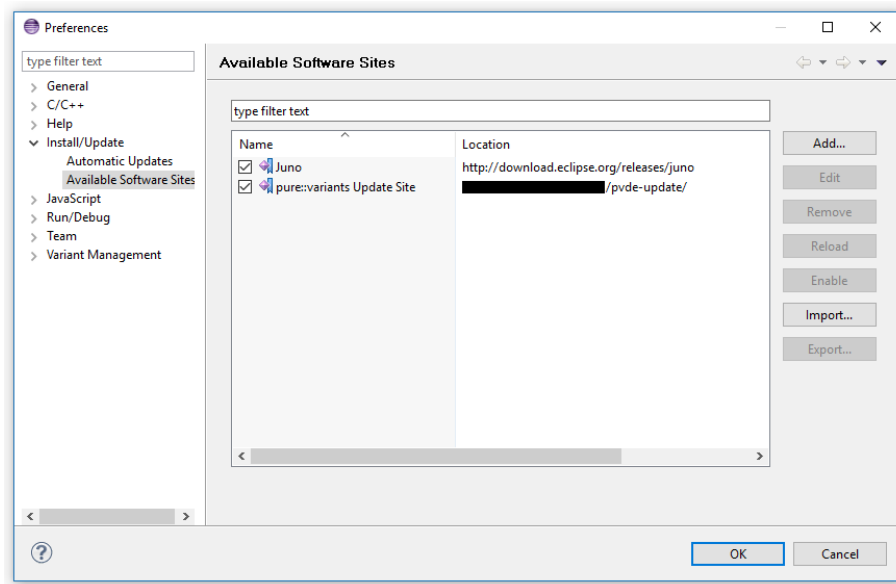 Preferences
type filter text
General
C/C++
Help
Install/Update
Automatic Updates
Available Software Sites
JavaScript
Run/Debug
Team
Variant Management
Available Software Sites
type filter text
Name Location
Juno http://download.eclipse.org/releases/juno
pure::variants Update Site /pvde-update/
Add...
Edit
Remove
Reload
Enable
Import...
Export...
?
OK Cancel